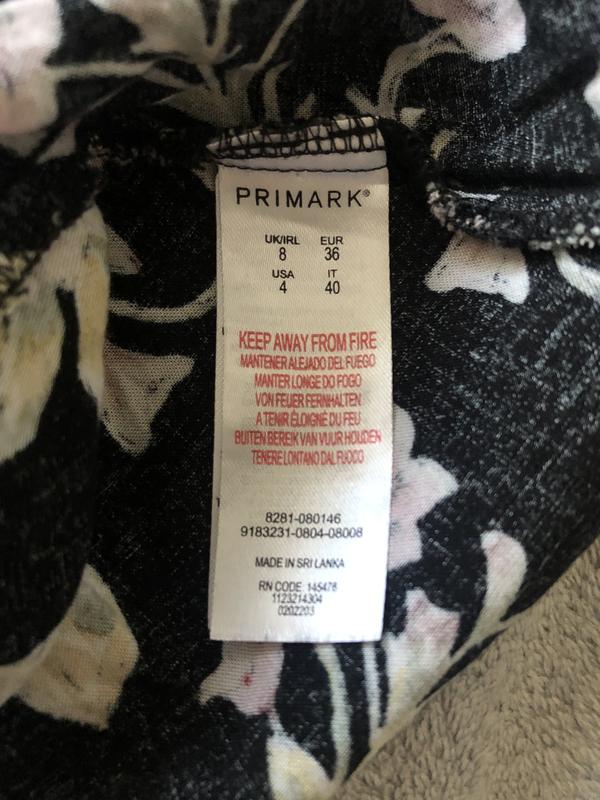 PRIMARK®
UK/IRL EUR
8 36
USA IT
4 40
KEEP AWAY FROM FIRE
MANTENER ALEJADO DEL FUEGO
MANTER LONGE DO FOGO
VON FEUER FERNHALTEN
A TENIR ÉLOIGNÉ DU FEU
BUITEN BEREIK VAN VUUR HOUDEN
TENERE LONTANO DAL FUOCO
8281-080146
9183231-0804-08008
MADE IN SRI LANKA
RN CODE: 145478
1123214304
0202203